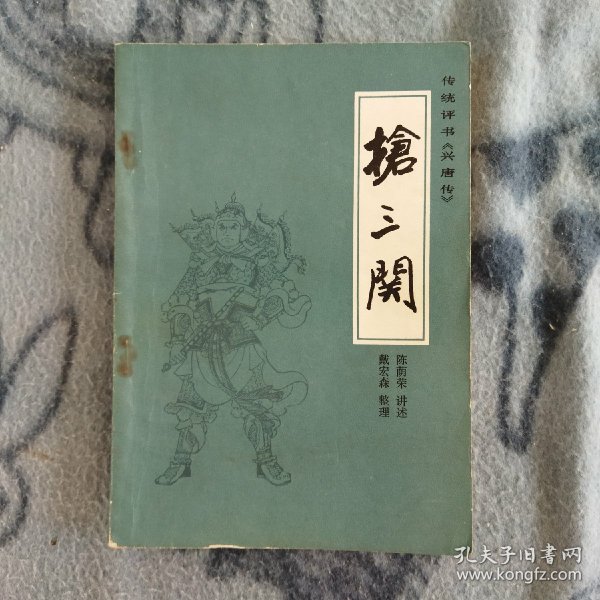 传统评书《兴唐传》
搶三関
陈荫荣 讲述
戴宏森 整理
孔夫子旧书网
www.kongfz.com